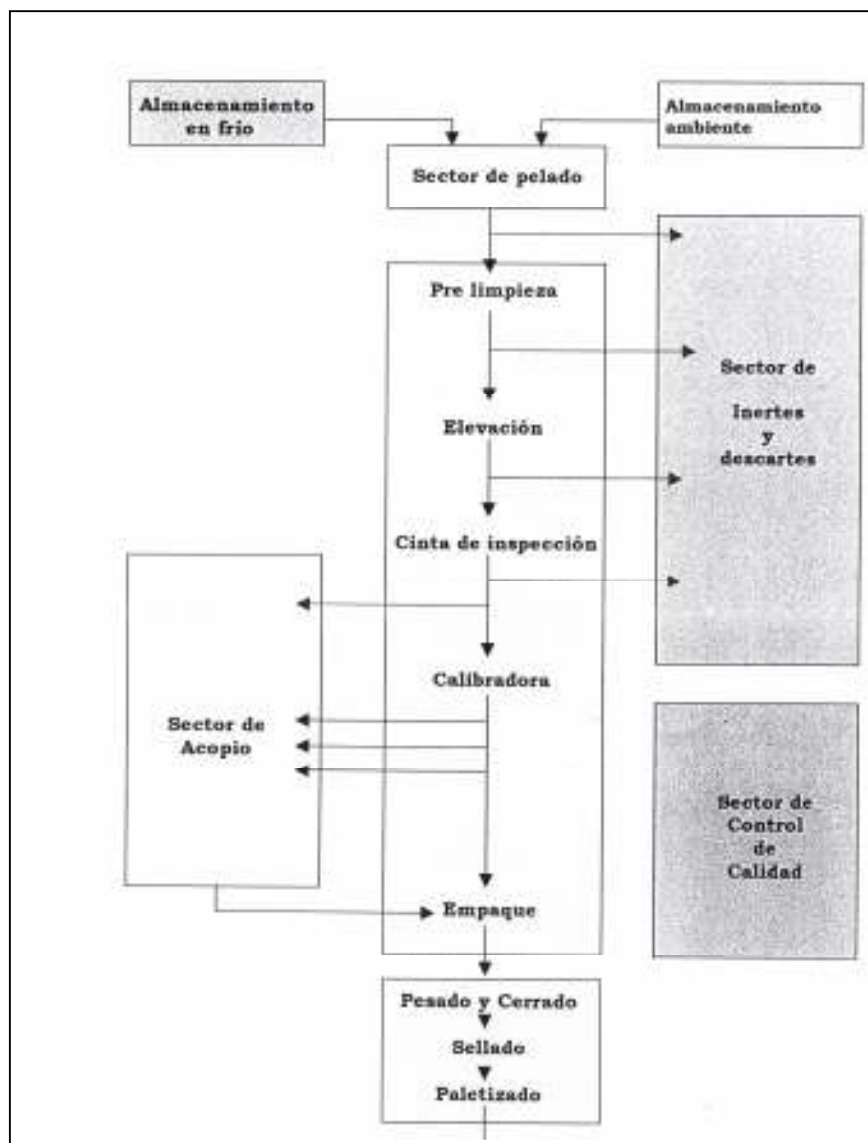 Almacenamiento
en frío
Almacenamiento
ambiente
Sector de pelado
Pre limpieza
Sector de
Inertes
y
descartes
Elevación
Cinta de inspección
Calibradora
Sector de
Acopio
Sector de
Control
de
Calidad
Empaque
Pesado y Cerrado
Sellado
Paletizado